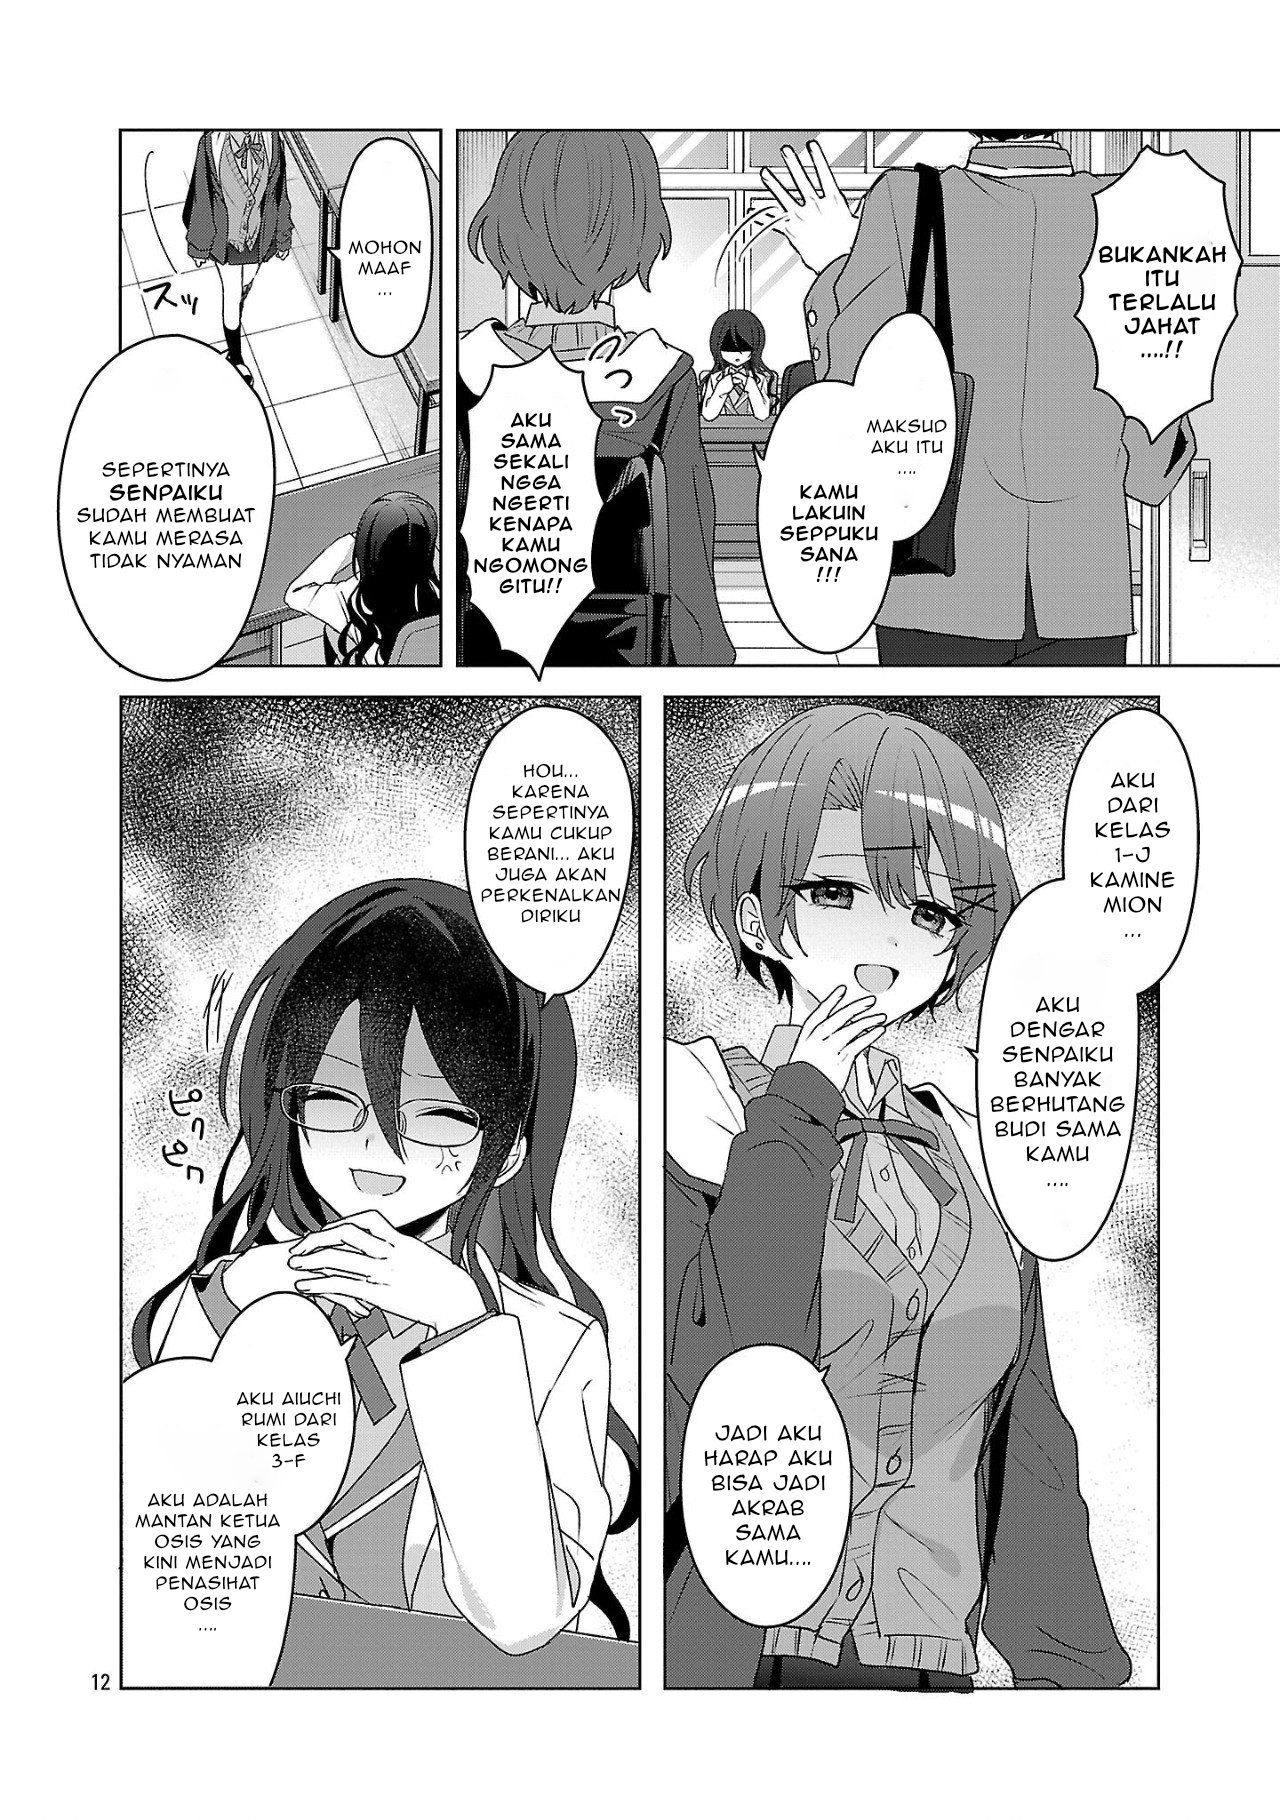 BUKANKAH
ITU
TERLALU
JAHAT
....!!
MAKSUD
AKU ITU
....
KAMU
LAKUIN
SEPPUKU
SANA
!!!
AKU
SAMA
SEKALI
NGGA
NGERTI
KENAPA
KAMU
NGOMONG
GITU!!
MOHON
MAAF
...
スッ
SEPERTINYA
SENPAIKU
SUDAH MEMBUAT
KAMU MERASA
TIDAK NYAMAN
AKU
DARI
KELAS
1-J
KAMINE
MION
...
AKU
DENGAR
SENPAIKU
BANYAK
BERHUTANG
BUDI SAMA
KAMU
....
JADI AKU
HARAP AKU
BISA JADI
AKRAB
SAMA
KAMU....
HOU...
KARENA
SEPERTINYA
KAMU CUKUP
BERANI... AKU
JUGA AKAN
PERKENALKAN
DIRIKU
AKU AIUCHI
RUMI DARI
KELAS
3-F
AKU ADALAH
MANTAN KETUA
OSIS YANG
KINI MENJADI
PENASIHAT
OSIS
....
12